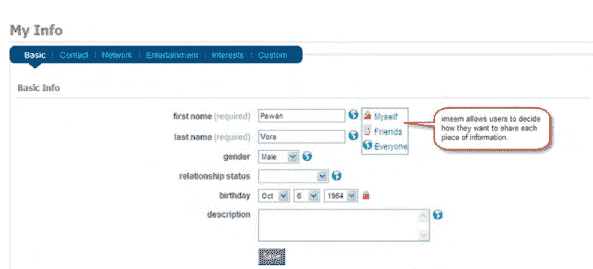 My Info
Basic Contact Network Entertainment Interests Custom
Basic Info
first name (required) Pawan Myself
Friends
last name (required) Vora Everyone
gender Male
relationship status
birthday Oct 6 1984
description
Save
imeem allows users to decide
how they want to share each
piece of information.